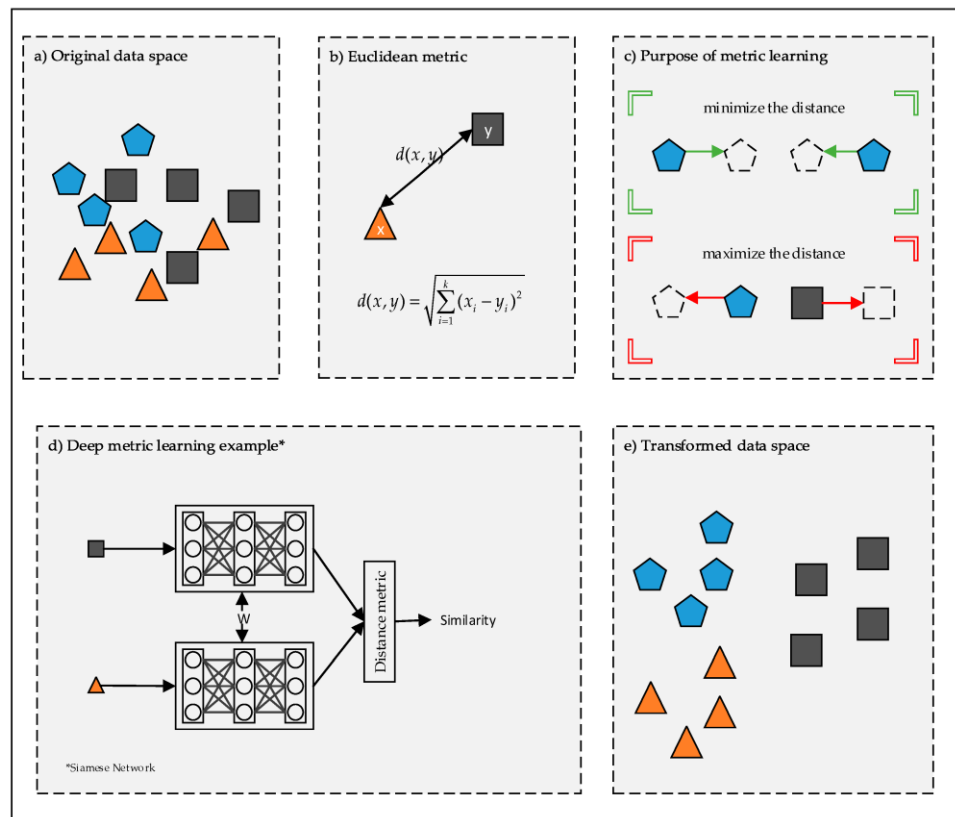 a) Original data space
b) Euclidean metric
y
d(x, y)
x
d(x, y) = √∑_{i=1}^{k} (x_i − y_i)^2
c) Purpose of metric learning
minimize the distance
maximize the distance
d) Deep metric learning example*
W
Distance metric
Similarity
*Siamese Network
e) Transformed data space